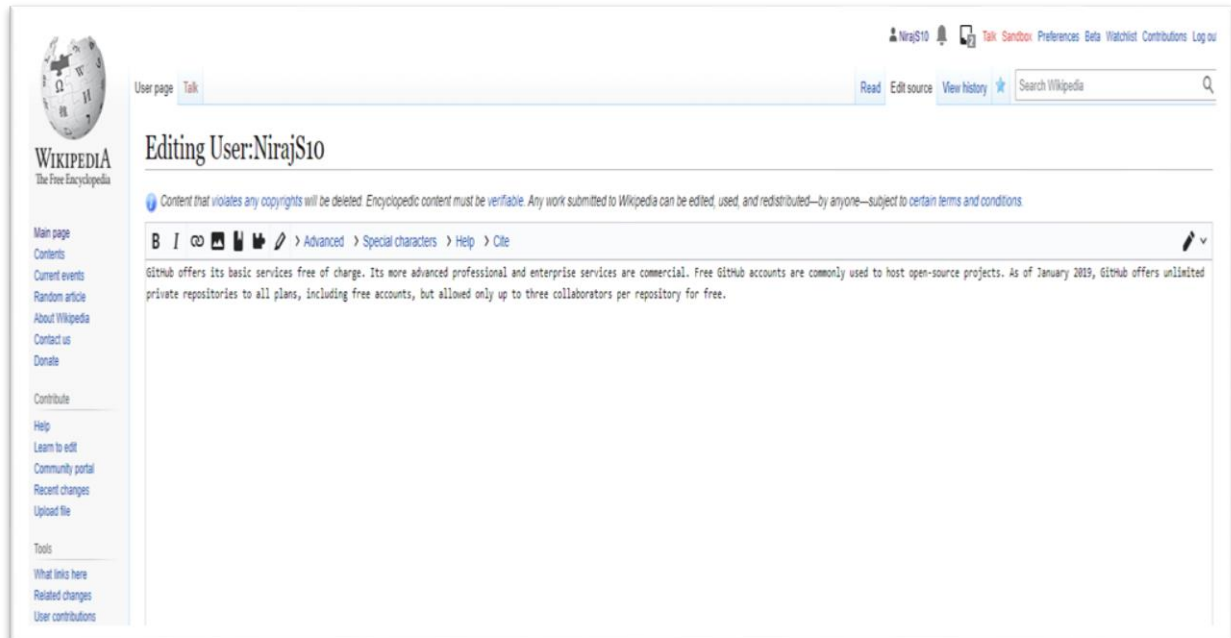 NirajS10 2 Talk Sandbox Preferences Beta Watchlist Contributions Log ou
User page Talk Read Edit source View history Search Wikipedia
WIKIPEDIA
The Free Encyclopedia
Editing User:NirajS10
Content that violates any copyrights will be deleted. Encyclopedic content must be verifiable. Any work submitted to Wikipedia can be edited, used, and redistributed—by anyone—subject to certain terms and conditions.
B I > Advanced > Special characters > Help > Cite
GitHub offers its basic services free of charge. Its more advanced professional and enterprise services are commercial. Free GitHub accounts are commonly used to host open-source projects. As of January 2019, GitHub offers unlimited
private repositories to all plans, including free accounts, but allowed only up to three collaborators per repository for free.
Main page
Contents
Current events
Random article
About Wikipedia
Contact us
Donate
Contribute
Help
Learn to edit
Community portal
Recent changes
Upload file
Tools
What links here
Related changes
User contributions